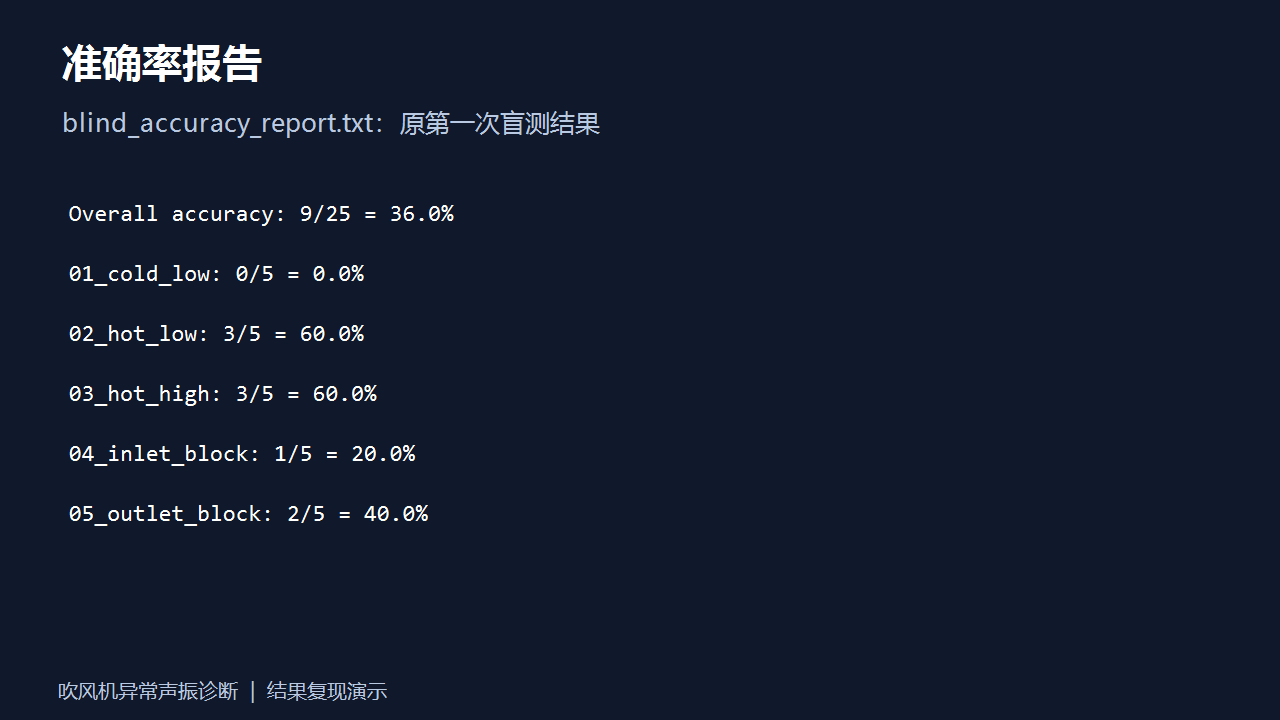 准确率报告
blind_accuracy_report.txt：原第一次盲测结果
Overall accuracy: 9/25 = 36.0%
01_cold_low: 0/5 = 0.0%
02_hot_low: 3/5 = 60.0%
03_hot_high: 3/5 = 60.0%
04_inlet_block: 1/5 = 20.0%
05_outlet_block: 2/5 = 40.0%
吹风机异常声振诊断 | 结果复现演示